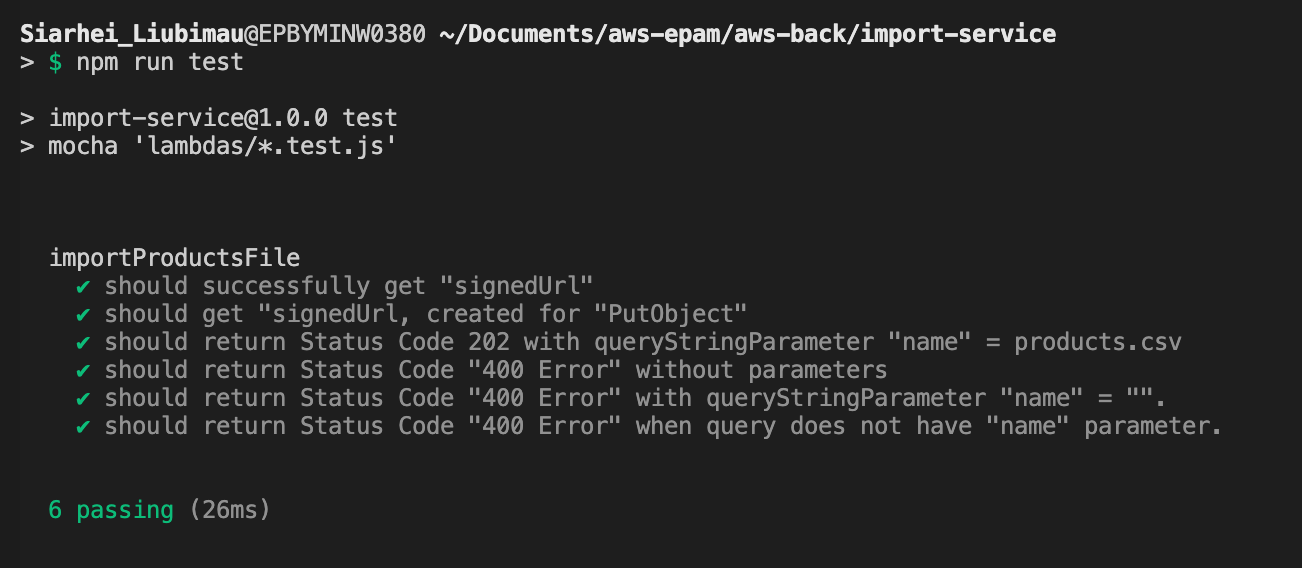 Siarhei_Liubimau@EPBYMINW0380 ~/Documents/aws-epam/aws-back/import-service
> $ npm run test
> import-service@1.0.0 test
> mocha 'lambdas/*.test.js'
importProductsFile
✔ should successfully get "signedUrl"
✔ should get "signedUrl, created for "PutObject"
✔ should return Status Code 202 with queryStringParameter "name" = products.csv
✔ should return Status Code "400 Error" without parameters
✔ should return Status Code "400 Error" with queryStringParameter "name" = "".
✔ should return Status Code "400 Error" when query does not have "name" parameter.
6 passing (26ms)